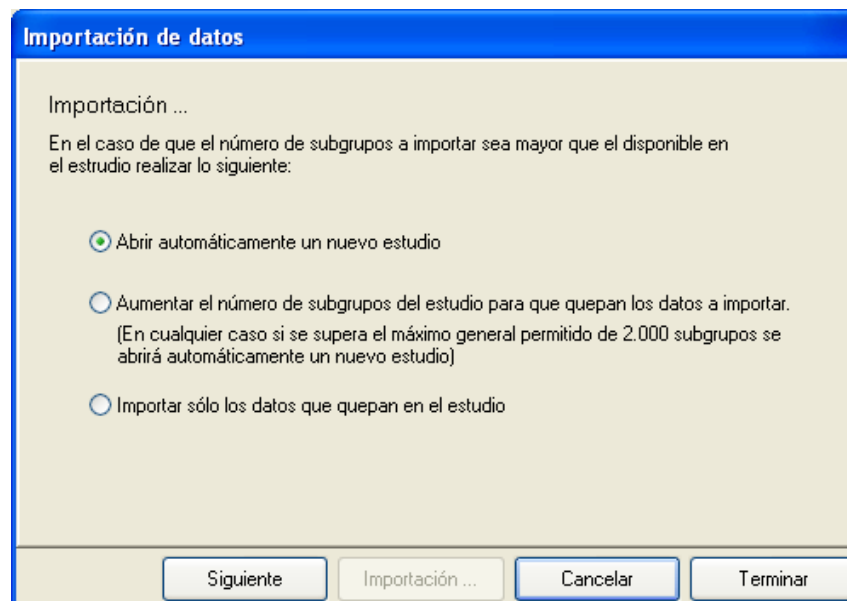 Importación de datos
Importación ...
En el caso de que el número de subgrupos a importar sea mayor que el disponible en
el estrudio realizar lo siguiente:
Abrir automáticamente un nuevo estudio
Aumentar el número de subgrupos del estudio para que quepan los datos a importar.
(En cualquier caso si se supera el máximo general permitido de 2.000 subgrupos se
abrirá automáticamente un nuevo estudio)
Importar sólo los datos que quepan en el estudio
Siguiente
Importación ...
Cancelar
Terminar